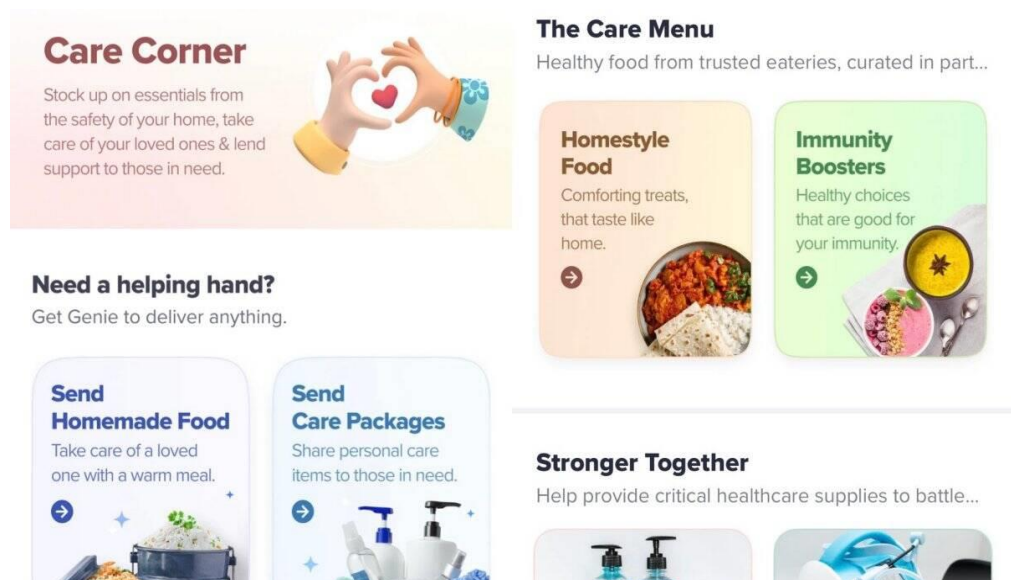 Care Corner
Stock up on essentials from
the safety of your home, take
care of your loved ones & lend
support to those in need.
Need a helping hand?
Get Genie to deliver anything.
Send
Homemade Food
Take care of a loved
one with a warm meal.
Send
Care Packages
Share personal care
items to those in need.
The Care Menu
Healthy food from trusted eateries, curated in part...
Homestyle
Food
Comforting treats,
that taste like
home.
Immunity
Boosters
Healthy choices
that are good for
your immunity.
Stronger Together
Help provide critical healthcare supplies to battle...